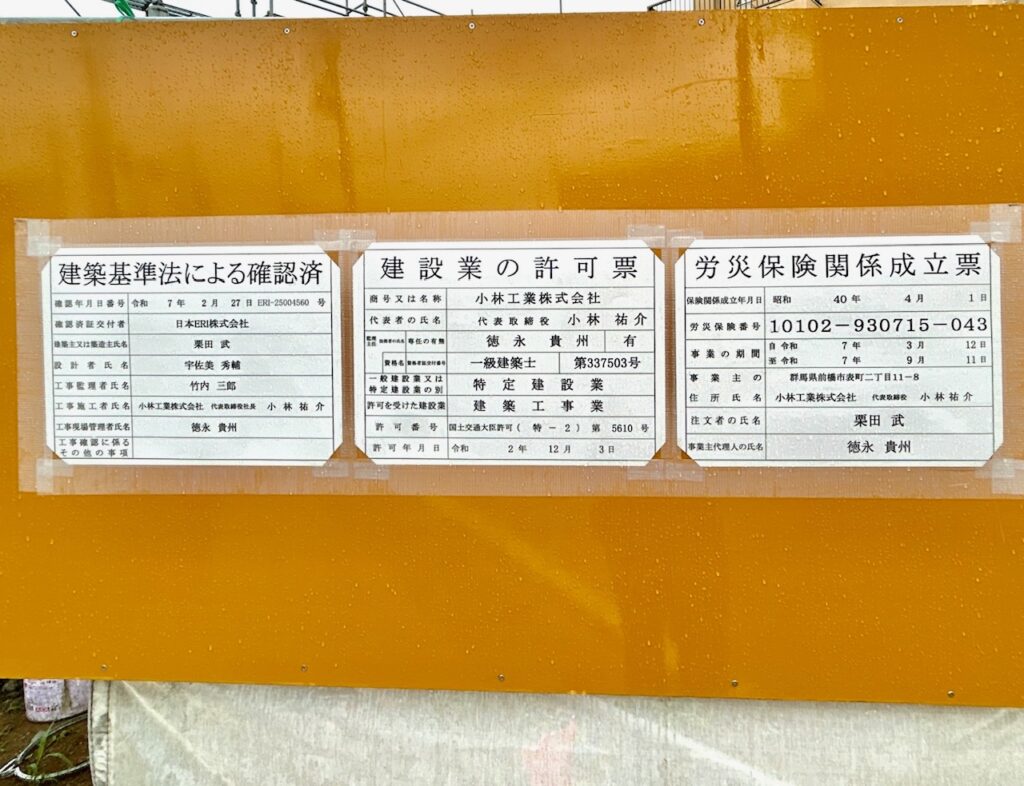 建築基準法による確認済
確認年月日番号 令和 7年 2月 27日 ERI-25004560 号
確認済証交付者 日本ERI株式会社
建築主又は築造主氏名 栗田 武
設計者氏名 宇佐美 秀輔
工事監理者氏名 竹内 三郎
工事施工者氏名 小林工業株式会社 代表取締役社長 小林祐介
工事現場管理者氏名 徳永 貴州
工事確認に係る
その他の事項
建設業の許可票
商号又は名称 小林工業株式会社
代表者の氏名 代表取締役 小林 祐介
監理
主任 技術者の氏名 専任の有無 徳永 貴州 有
資格名 資格者証交付番号 一級建築士 第337503号
一般建設業又は
特定建設業の別 特定建設業
許可を受けた建設業 建築工事業
許可番号 国土交通大臣許可( 特-2 ) 第 5610 号
許可年月日 令和 2年 12月 3日
労災保険関係成立票
保険関係成立年月日 昭和 40年 4月 1日
労災保険番号 10102-930715-043
事業の期間 自 令和 7年 3月 12日
至 令和 7年 9月 11日
事業主の 群馬県前橋市表町二丁目11-8
住所氏名 小林工業株式会社 代表取締役 小林祐介
注文者の氏名 栗田 武
事業主代理人の氏名 徳永 貴州